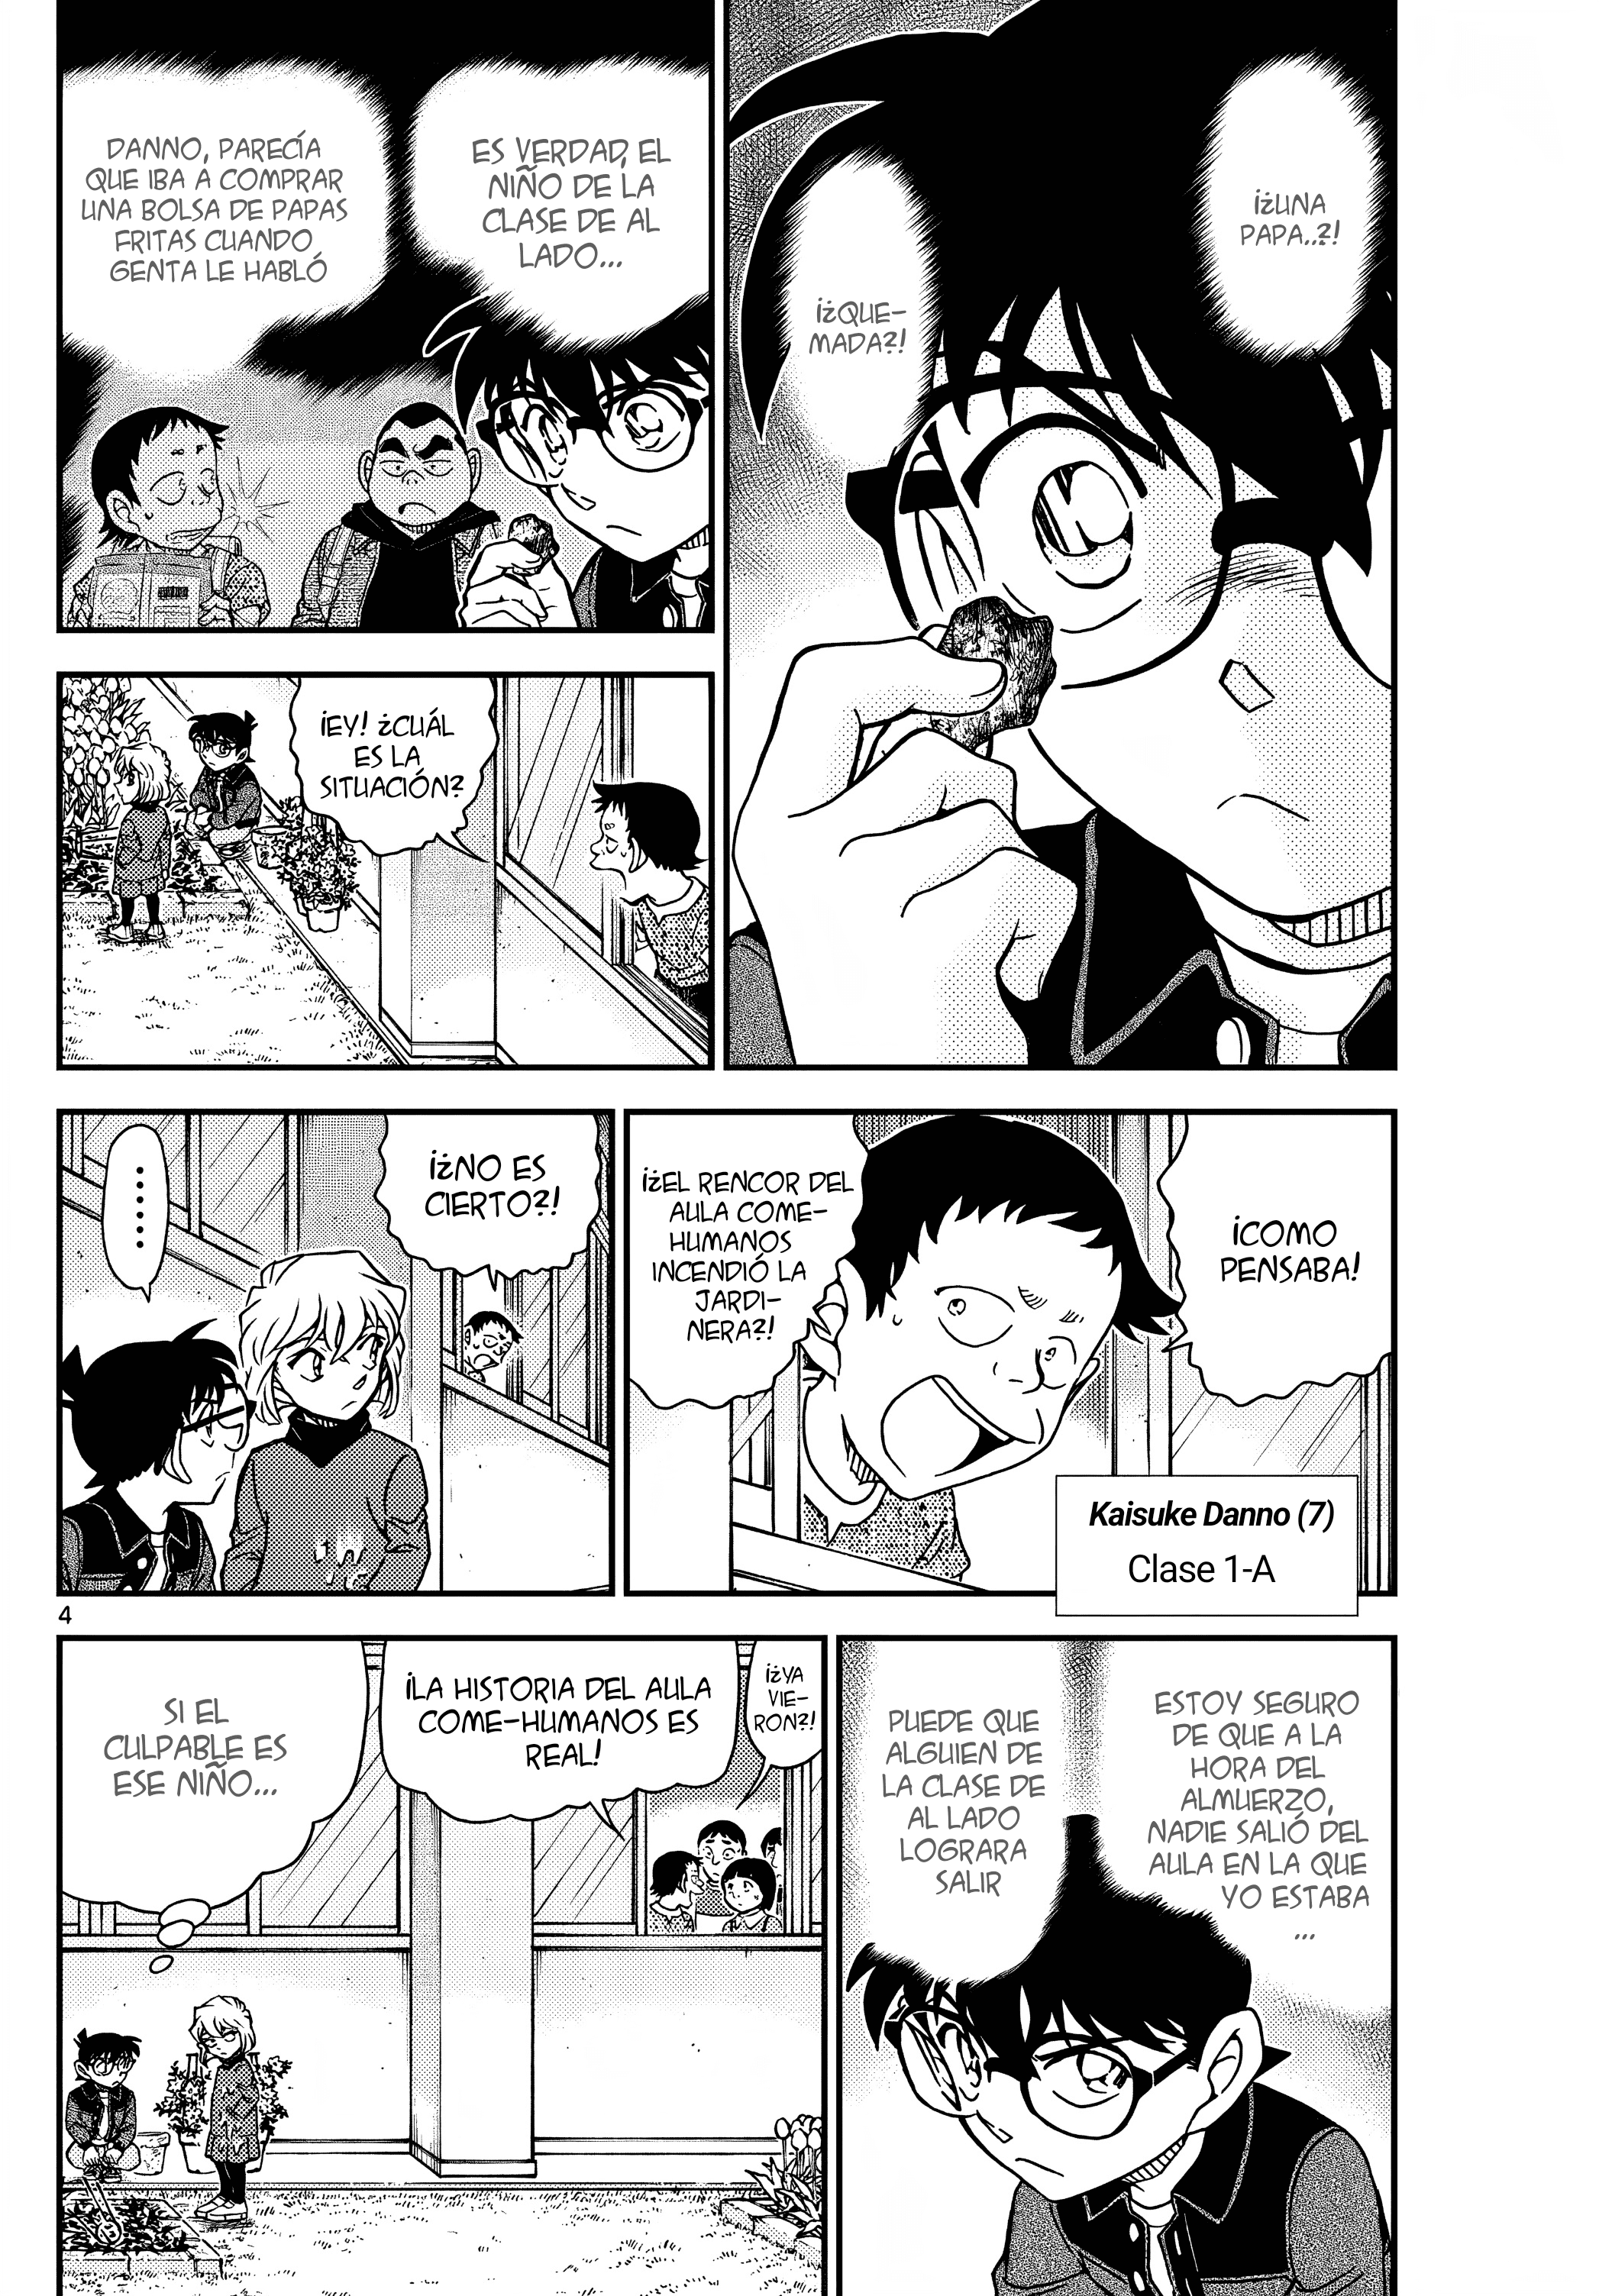 ¡¿UNA
PAPA...?!
¡¿QUE-
MADA?!
ES VERDAD, EL
NIÑO DE LA
CLASE DE AL
LADO...
DANNO, PARECÍA
QUE IBA A COMPRAR
UNA BOLSA DE PAPAS
FRITAS CUANDO
GENTA LE HABLÓ
¡EY! ¿CUÁL
ES LA
SITUACIÓN?
¡COMO
PENSABA!
¡¿EL RENCOR DEL
AULA COME-
HUMANOS
INCENDIÓ LA
JARDI-
NERA?!
Kaisuke Danno (7)
Clase 1-A
¡¿NO ES
CIERTO?!
......
4
ESTOY SEGURO
DE QUE A LA
HORA DEL
ALMUERZO,
NADIE SALIÓ DEL
AULA EN LA QUE
YO ESTABA
...
PUEDE QUE
ALGUIEN DE
LA CLASE DE
AL LADO
LOGRARA
SALIR
¡¿YA
VIE-
RON?!
¡LA HISTORIA DEL AULA
COME-HUMANOS ES
REAL!
SI EL
CULPABLE ES
ESE NIÑO...